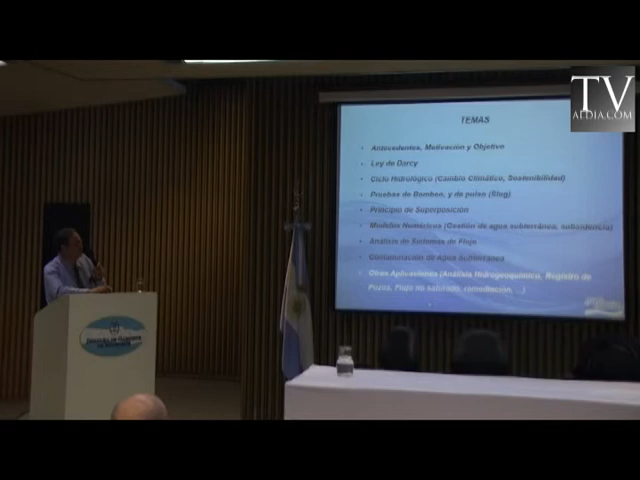 TV
ALDIA.COM
TEMAS
• Antecedentes, Motivación y Objetivo
• Ley de Darcy
• Ciclo Hidrológico (Cambio Climático, Sostenibilidad)
• Pruebas de Bombeo, y de pulso (Slug)
• Principio de Superposición
• Modelos Numéricos (Gestión de agua subterránea, subsidencia)
• Análisis de Sistemas de Flujo
• Contaminación de Agua Subterránea
• Otras Aplicaciones (Análisis Hidrogeoquímico, Registro de
Pozos, Flujo no saturado, remediación, ...)